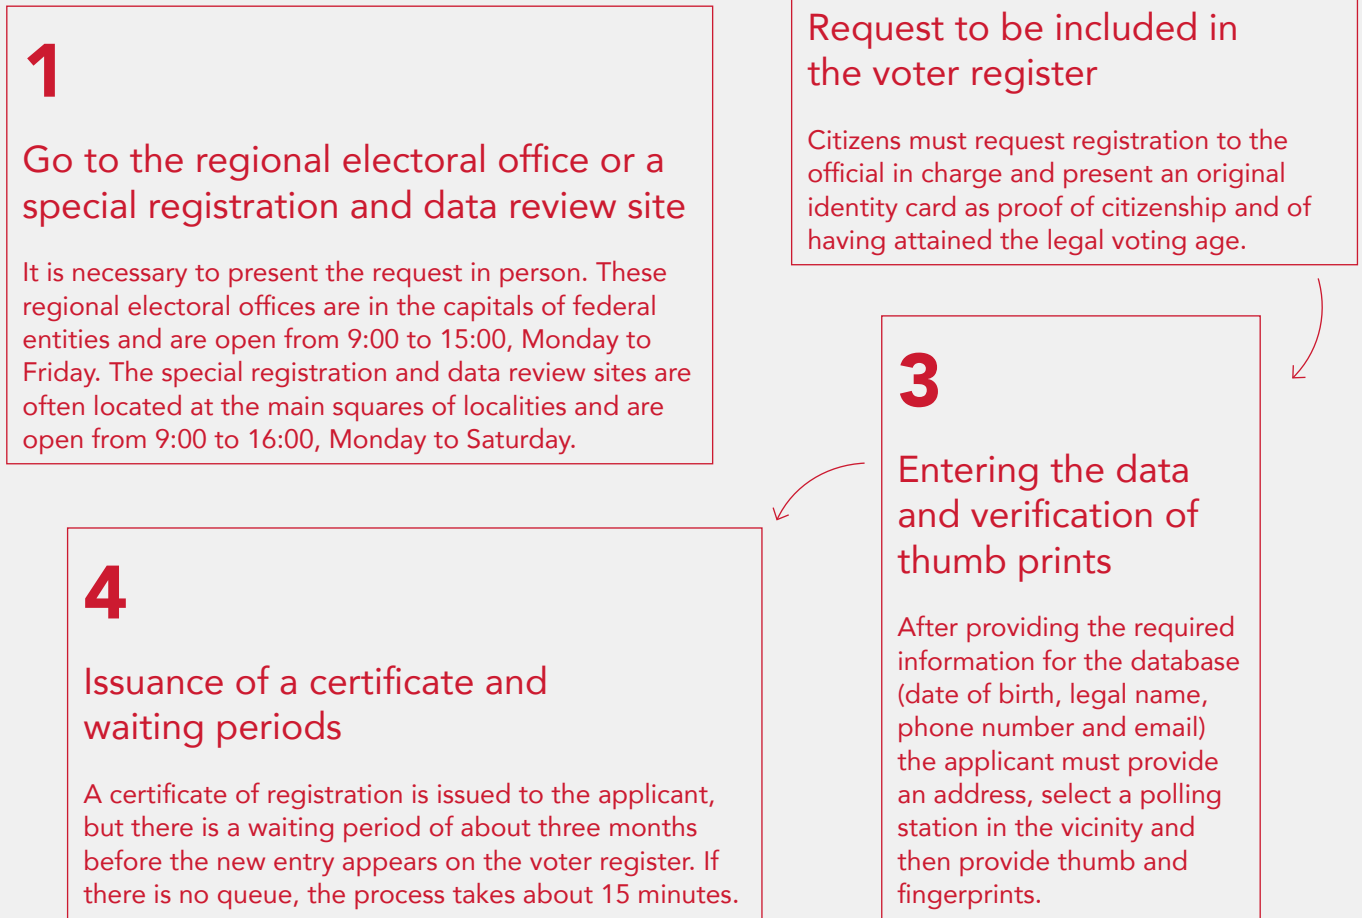 1
Go to the regional electoral office or a
special registration and data review site
It is necessary to present the request in person. These
regional electoral offices are in the capitals of federal
entities and are open from 9:00 to 15:00, Monday to
Friday. The special registration and data review sites are
often located at the main squares of localities and are
open from 9:00 to 16:00, Monday to Saturday.
Request to be included in
the voter register
Citizens must request registration to the
official in charge and present an original
identity card as proof of citizenship and of
having attained the legal voting age.
3
Entering the data
and verification of
thumb prints
After providing the required
information for the database
(date of birth, legal name,
phone number and email)
the applicant must provide
an address, select a polling
station in the vicinity and
then provide thumb and
fingerprints.
4
Issuance of a certificate and
waiting periods
A certificate of registration is issued to the applicant,
but there is a waiting period of about three months
before the new entry appears on the voter register. If
there is no queue, the process takes about 15 minutes.